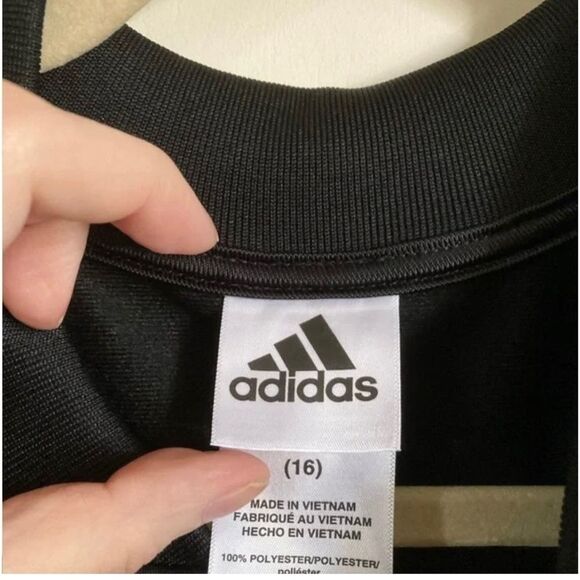 adidas
(16)
MADE IN VIETNAM
FABRIQUÉ AU VIETNAM
HECHO EN VIETNAM
100% POLYESTER/POLYESTER/
poliéster